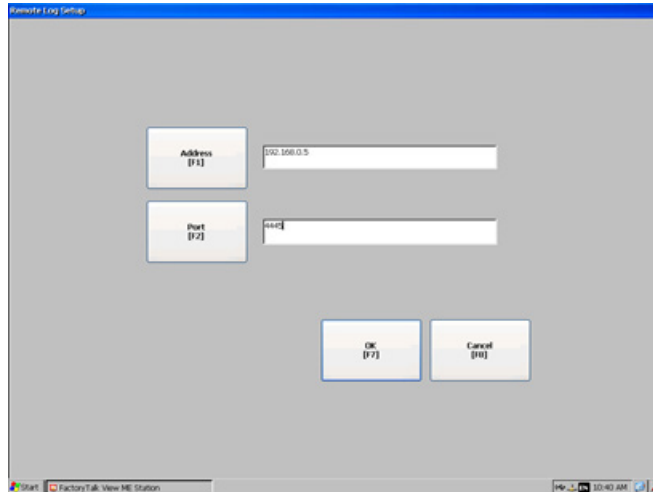 Remote Log Setup
Address
[F1]
192.168.0.5
Port
[F2]
4445
OK
[F7]
Cancel
[F8]
Start
FactoryTalk View ME Station
EN
10:40 AM